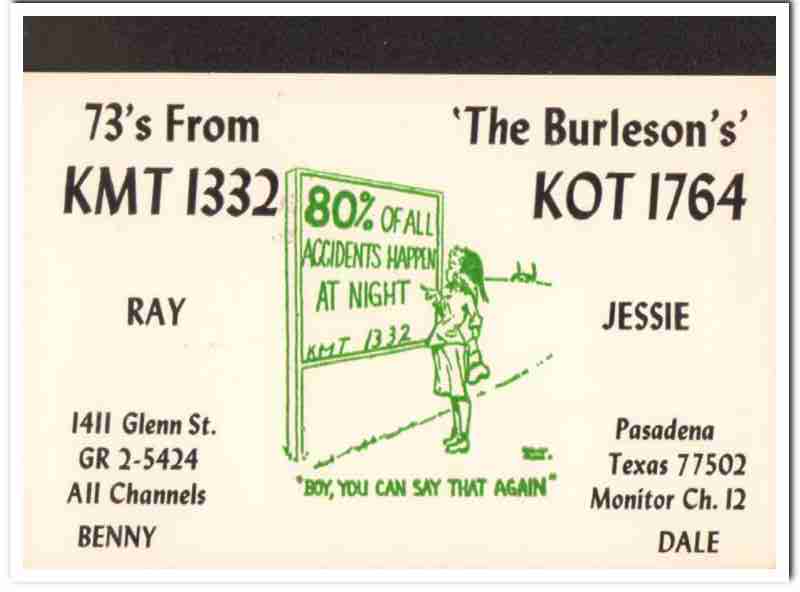 73's From
KMT 1332
'The Burleson's'
KOT 1764
80% OF ALL
ACCIDENTS HAPPEN
AT NIGHT
KMT 1332
RAY
JESSIE
1411 Glenn St.
GR 2-5424
All Channels
BENNY
Pasadena
Texas 77502
Monitor Ch. 12
DALE
"BOY, YOU CAN SAY THAT AGAIN"